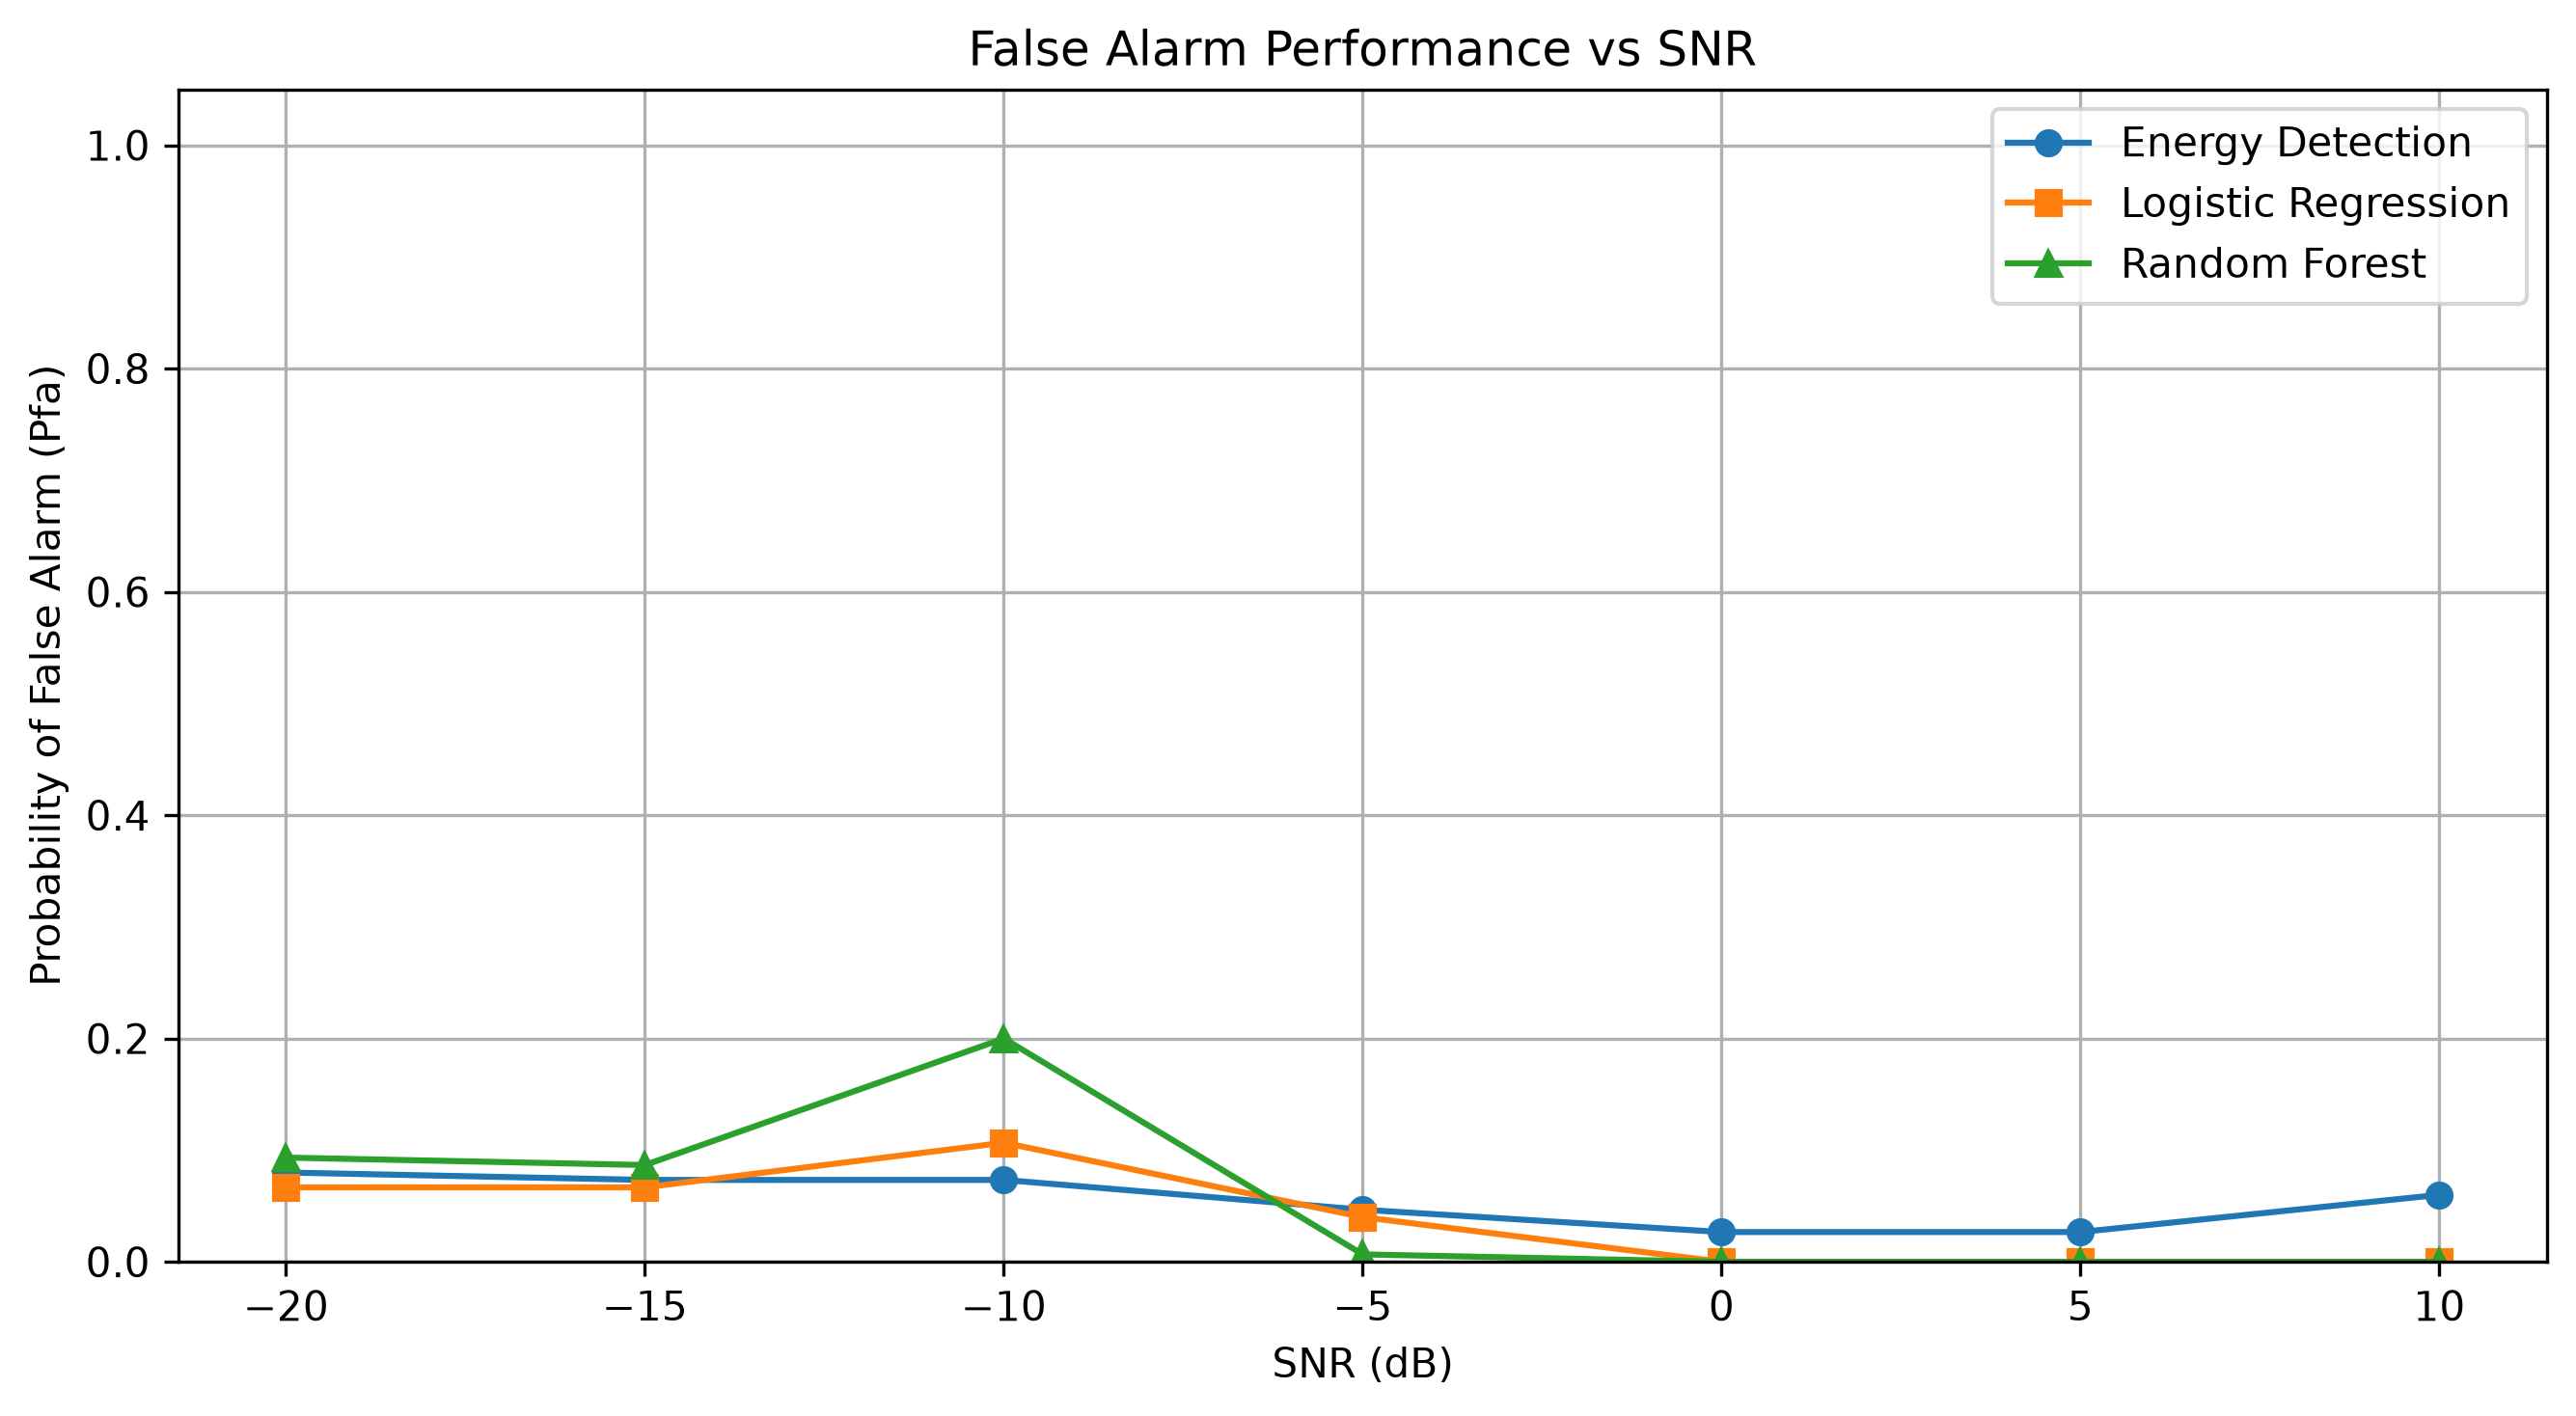 False Alarm Performance vs SNR
Energy Detection
Logistic Regression
Random Forest
Probability of False Alarm (Pfa)
1.0
0.8
0.6
0.4
0.2
0.0
−20 −15 −10 −5 0 5 10
SNR (dB)